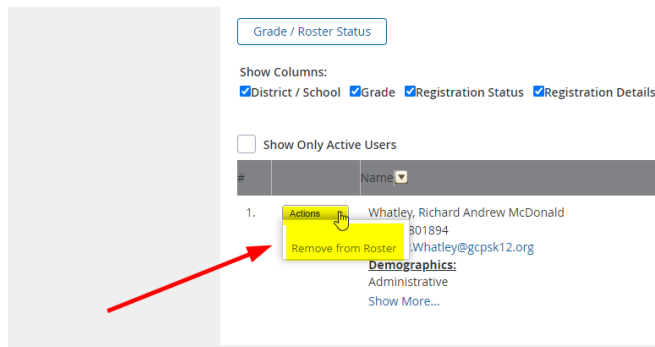 Grade / Roster Status
Show Columns:
District / School Grade Registration Status Registration Details
Show Only Active Users
# Name
1. Actions Whatley, Richard Andrew McDonald
301894
Remove from Roster .Whatley@gcpsk12.org
Demographics:
Administrative
Show More...